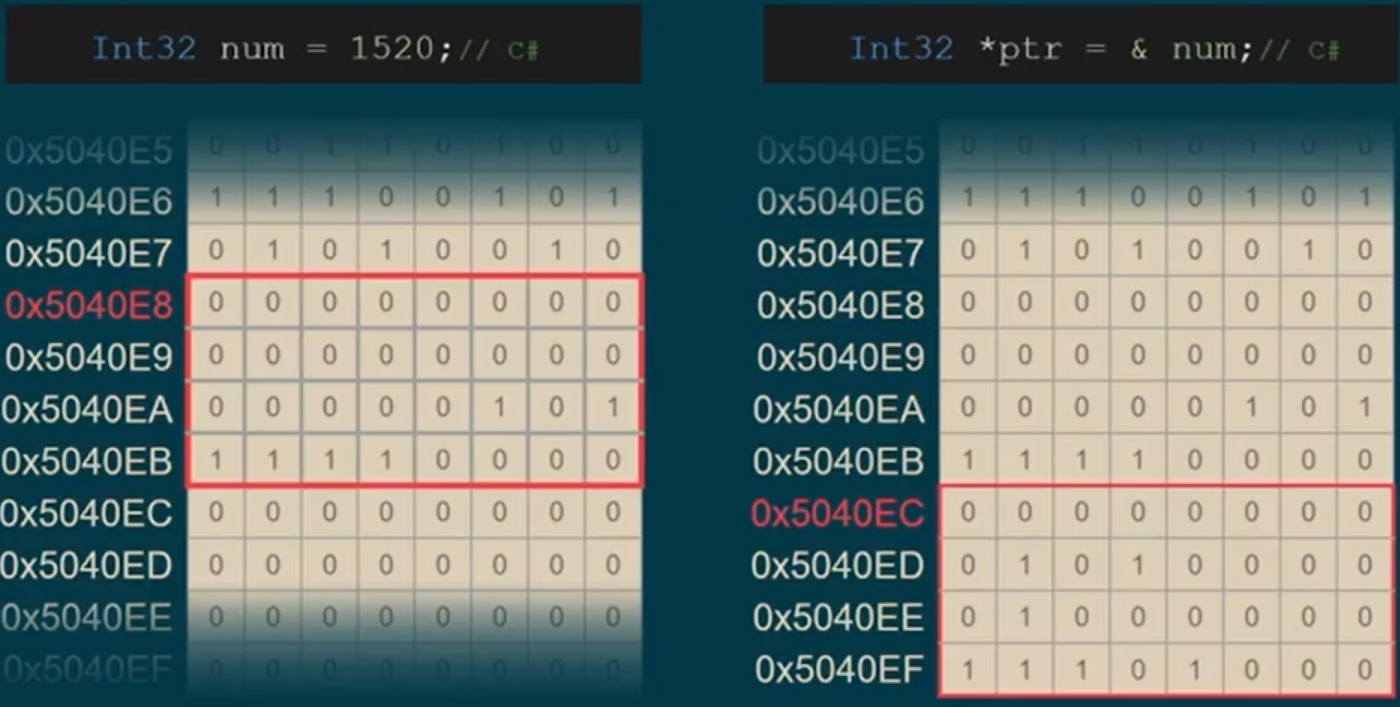 Int32 num = 1520;// C#
0x5040E5 0 0 1 1 0 1 0 0
0x5040E6 1 1 1 0 0 1 0 1
0x5040E7 0 1 0 1 0 0 1 0
0x5040E8 0 0 0 0 0 0 0 0
0x5040E9 0 0 0 0 0 0 0 0
0x5040EA 0 0 0 0 0 1 0 1
0x5040EB 1 1 1 1 0 0 0 0
0x5040EC 0 0 0 0 0 0 0 0
0x5040ED 0 0 0 0 0 0 0 0
0x5040EE 0 0 0 0 0 0 0 0
0x5040EF 0 0 0 0 0 0 0 0
Int32 *ptr = & num;// C#
0x5040E5 0 0 1 1 0 1 0 0
0x5040E6 1 1 1 0 0 1 0 1
0x5040E7 0 1 0 1 0 0 1 0
0x5040E8 0 0 0 0 0 0 0 0
0x5040E9 0 0 0 0 0 0 0 0
0x5040EA 0 0 0 0 0 1 0 1
0x5040EB 1 1 1 1 0 0 0 0
0x5040EC 0 0 0 0 0 0 0 0
0x5040ED 0 1 0 1 0 0 0 0
0x5040EE 0 1 0 0 0 0 0 0
0x5040EF 1 1 1 0 1 0 0 0